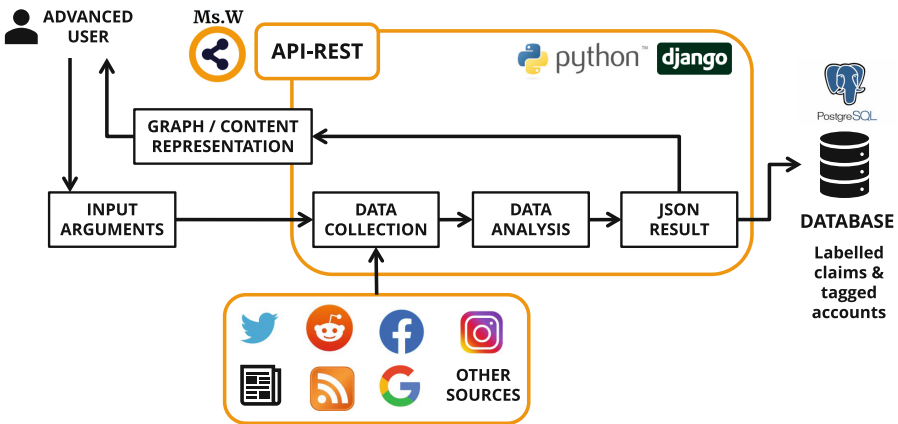 ADVANCED
USER
Ms.W
API-REST
python™
django
PostgreSQL
GRAPH / CONTENT
REPRESENTATION
INPUT
ARGUMENTS
DATA
COLLECTION
DATA
ANALYSIS
JSON
RESULT
DATABASE
Labelled
claims &
tagged
accounts
OTHER
SOURCES